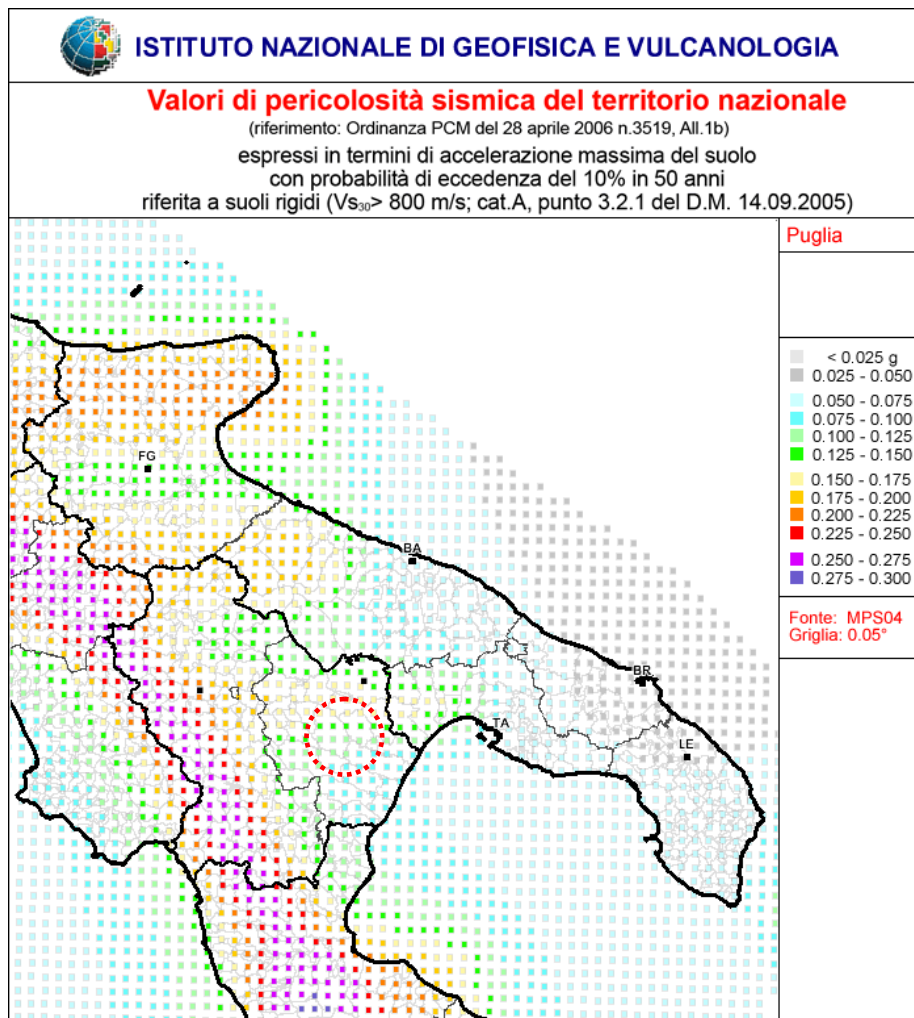 ISTITUTO NAZIONALE DI GEOFISICA E VULCANOLOGIA
Valori di pericolosità sismica del territorio nazionale
(riferimento: Ordinanza PCM del 28 aprile 2006 n.3519, All.1b)
espressi in termini di accelerazione massima del suolo
con probabilità di eccedenza del 10% in 50 anni
riferita a suoli rigidi (Vs₃₀> 800 m/s; cat.A, punto 3.2.1 del D.M. 14.09.2005)
Puglia
< 0.025 g
0.025 - 0.050
0.050 - 0.075
0.075 - 0.100
0.100 - 0.125
0.125 - 0.150
0.150 - 0.175
0.175 - 0.200
0.200 - 0.225
0.225 - 0.250
0.250 - 0.275
0.275 - 0.300
Fonte: MPS04
Griglia: 0.05°
FG
BA
BR
TA
LE